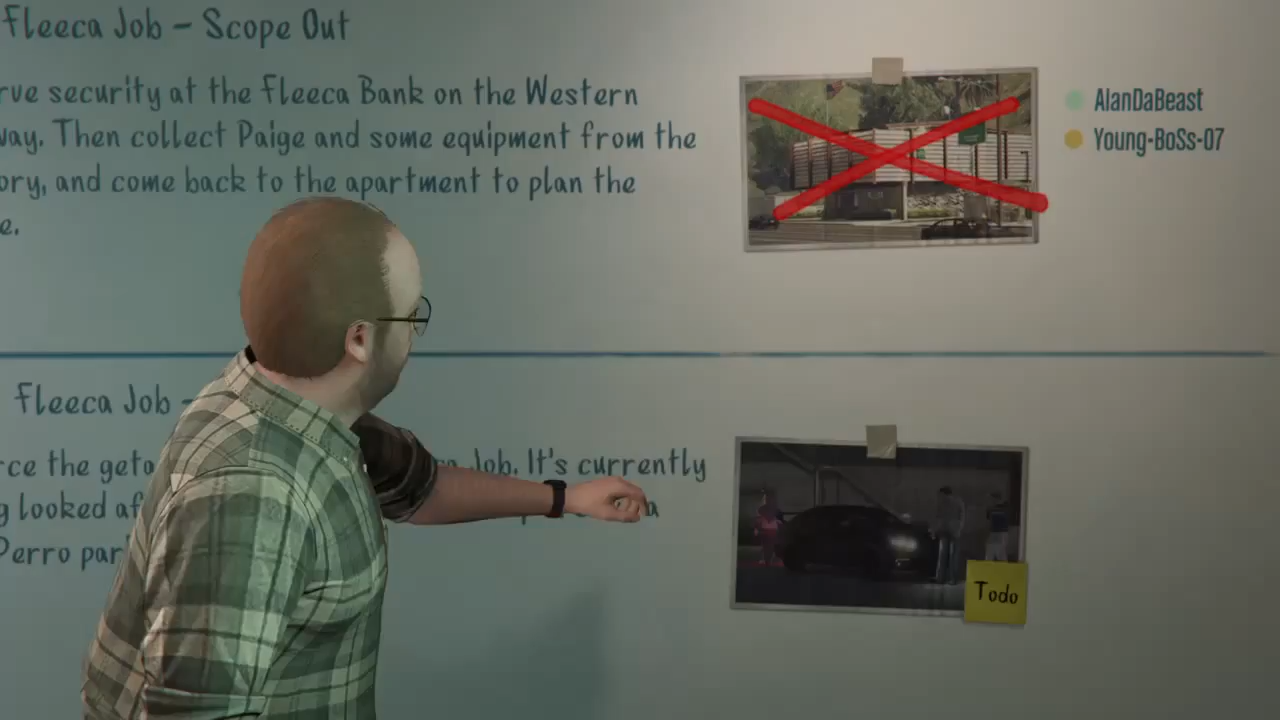 Fleeca Job - Scope Out
rve security at the Fleeca Bank on the Western
way. Then collect Paige and some equipment from the
ory, and come back to the apartment to plan the
e.
AlanDaBeast
Young-BoSs-07
Fleeca Job -
rce the geta Job. It's currently
g looked af a
Perro par
Todo